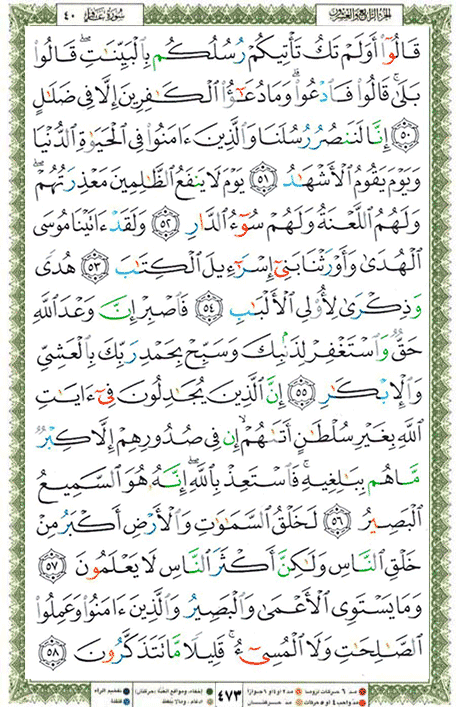 سُورَةُ غَافِرٍ ٤٠
الجزء الرابع والعشرون
قَالُوٓا۟ أَوَلَمْ تَكُ تَأْتِيكُمْ رُسُلُكُم بِٱلْبَيِّنَـٰتِ ۖ قَالُوا۟
بَلَىٰ ۚ قَالُوا۟ فَٱدْعُوا۟ ۗ وَمَا دُعَـٰٓؤُا۟ ٱلْكَـٰفِرِينَ إِلَّا فِى ضَلَـٰلٍ
﴿٥٠﴾ إِنَّا لَنَنصُرُ رُسُلَنَا وَٱلَّذِينَ ءَامَنُوا۟ فِى ٱلْحَيَوٰةِ ٱلدُّنْيَا
وَيَوْمَ يَقُومُ ٱلْأَشْهَـٰدُ ﴿٥١﴾ يَوْمَ لَا يَنفَعُ ٱلظَّـٰلِمِينَ مَعْذِرَتُهُمْ ۖ
وَلَهُمُ ٱللَّعْنَةُ وَلَهُمْ سُوٓءُ ٱلدَّارِ ﴿٥٢﴾ وَلَقَدْ ءَاتَيْنَا مُوسَى
ٱلْهُدَىٰ وَأَوْرَثْنَا بَنِىٓ إِسْرَٰٓءِيلَ ٱلْكِتَـٰبَ ﴿٥٣﴾ هُدًى
وَذِكْرَىٰ لِأُو۟لِى ٱلْأَلْبَـٰبِ ﴿٥٤﴾ فَٱصْبِرْ إِنَّ وَعْدَ ٱللَّهِ
حَقٌّ وَٱسْتَغْفِرْ لِذَنۢبِكَ وَسَبِّحْ بِحَمْدِ رَبِّكَ بِٱلْعَشِىِّ
وَٱلْإِبْكَـٰرِ ﴿٥٥﴾ إِنَّ ٱلَّذِينَ يُجَـٰدِلُونَ فِىٓ ءَايَـٰتِ
ٱللَّهِ بِغَيْرِ سُلْطَـٰنٍ أَتَىٰهُمْ ۙ إِن فِى صُدُورِهِمْ إِلَّا كِبْرٌ
مَّا هُم بِبَـٰلِغِيهِ ۚ فَٱسْتَعِذْ بِٱللَّهِ ۖ إِنَّهُۥ هُوَ ٱلسَّمِيعُ
ٱلْبَصِيرُ ﴿٥٦﴾ لَخَلْقُ ٱلسَّمَـٰوَٰتِ وَٱلْأَرْضِ أَكْبَرُ مِنْ
خَلْقِ ٱلنَّاسِ وَلَـٰكِنَّ أَكْثَرَ ٱلنَّاسِ لَا يَعْلَمُونَ ﴿٥٧﴾
وَمَا يَسْتَوِى ٱلْأَعْمَىٰ وَٱلْبَصِيرُ وَٱلَّذِينَ ءَامَنُوا۟ وَعَمِلُوا۟
ٱلصَّـٰلِحَـٰتِ وَلَا ٱلْمُسِىٓءُ ۚ قَلِيلًا مَّا تَتَذَكَّرُونَ ﴿٥٨﴾
٤٧٣